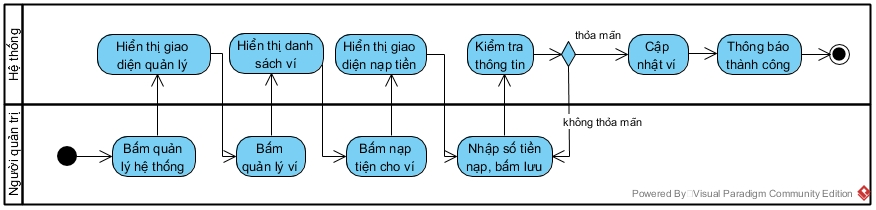 Hệ thống
Hiển thị giao
diện quản lý
Hiển thị danh
sách ví
Hiển thị giao
diện nạp tiền
Kiểm tra
thông tin
thỏa mãn
Cập
nhật ví
Thông báo
thành công
không thỏa mãn
Người quản trị
Bấm quản
lý hệ thống
Bấm
quản lý ví
Bấm nạp
tiện cho ví
Nhập số tiền
nạp, bấm lưu
Powered By Visual Paradigm Community Edition